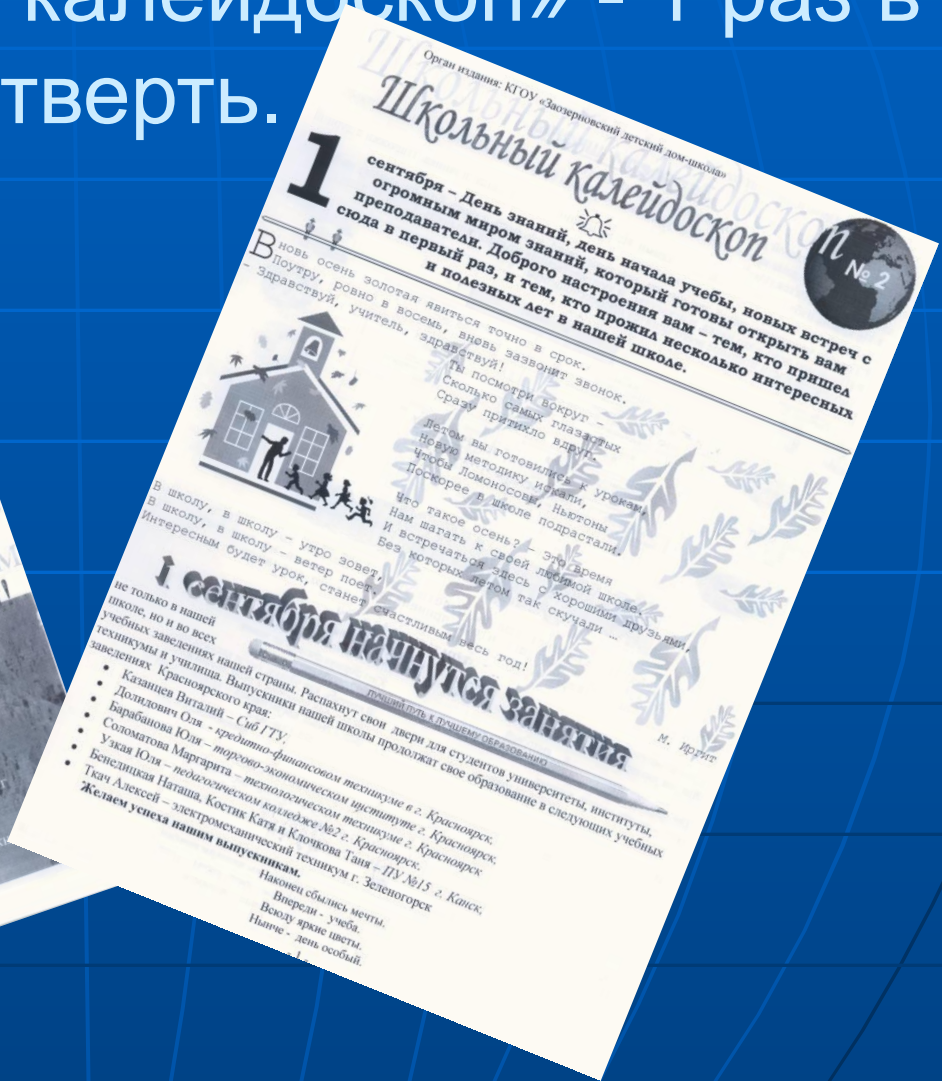 калейдоскоп» - 1 раз в
тверть.
Орган издания: КГОУ «Заозерновский детский дом-школа»
Школьный калейдоскоп
Школьный калейдоскоп
№ 2
1
сентября – День знаний, день начала учебы, новых встреч с
огромным миром знаний, который готовы открыть вам
преподаватели. Доброго настроения вам – тем, кто пришел
сюда в первый раз, и тем, кто прожил несколько интересных
и полезных лет в нашей школе.
Вновь осень золотая явиться точно в срок.
Поутру, ровно в восемь, вновь зазвонит звонок.
- Здравствуй, учитель, здравствуй!
Ты посмотри вокруг –
Сколько самых глазастых
Сразу притихло вдруг.
Летом вы готовились к урокам,
Новую методику искали,
Чтобы Ломоносовы, Ньютоны
Поскорее в школе подрастали.
Что такое осень? – это время
Нам шагать к своей любимой школе.
И встречаться здесь с хорошими друзьями,
Без которых летом так скучали …
В школу, в школу – утро зовет,
В школу, в школу – ветер поет,
Интересным будет урок, станет счастливым весь год!
М. Иргит
1 сентября начнутся занятия
ЛУЧШИЙ ПУТЬ К ЛУЧШЕМУ ОБРАЗОВАНИЮ
не только в нашей
школе, но и во всех
учебных заведениях нашей страны. Распахнут свои двери для студентов университеты, институты,
техникумы и училища. Выпускники нашей школы продолжат свое образование в следующих учебных
заведениях Красноярского края:
• Казанцев Виталий – Сиб ГТУ.
• Долидович Оля - кредитно-финансовом техникуме в г. Красноярск,
• Барабанова Юля – торгово-экономическом институте г. Красноярск,
• Соломатова Маргарита – технологическом техникуме г. Красноярск
• Узкая Юля – педагогическом колледже №2 г. Красноярск.
• Бенедицкая Наташа, Костик Катя и Клочкова Таня – ПУ №15 г. Канск,
• Ткач Алексей – электромеханический техникум г. Зеленогорск
Желаем успеха нашим выпускникам.
Наконец сбылись мечты.
Впереди - учеба.
Всюду яркие цветы.
Нынче - день особый.
- 1 -